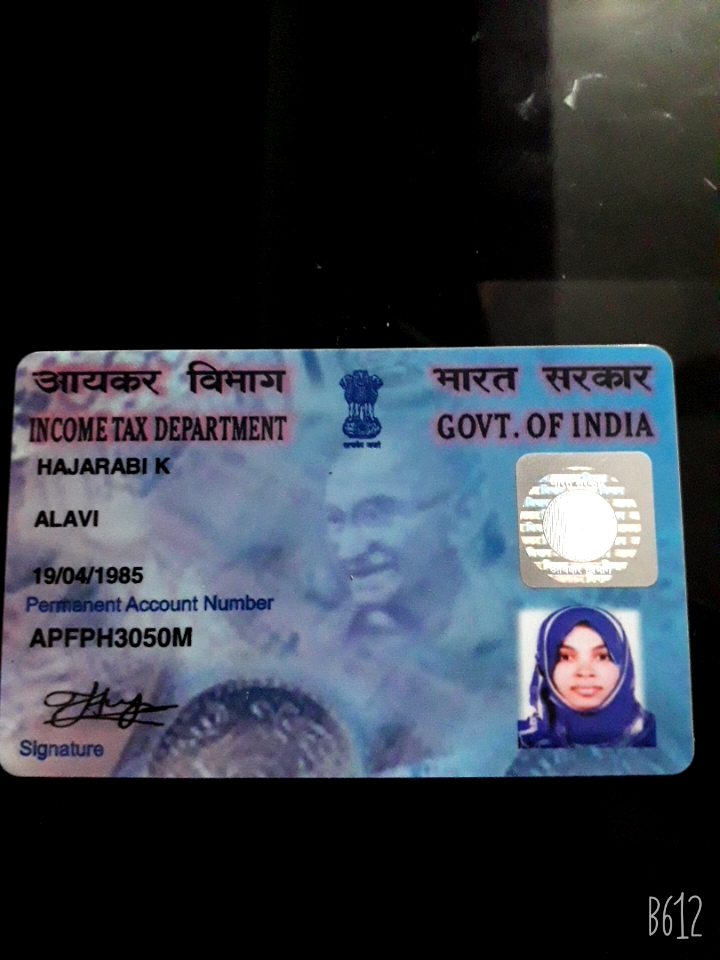 आयकर विभाग
भारत सरकार
INCOME TAX DEPARTMENT
GOVT. OF INDIA
HAJARABI K
ALAVI
19/04/1985
Permanent Account Number
APFPH3050M
Signature
B612